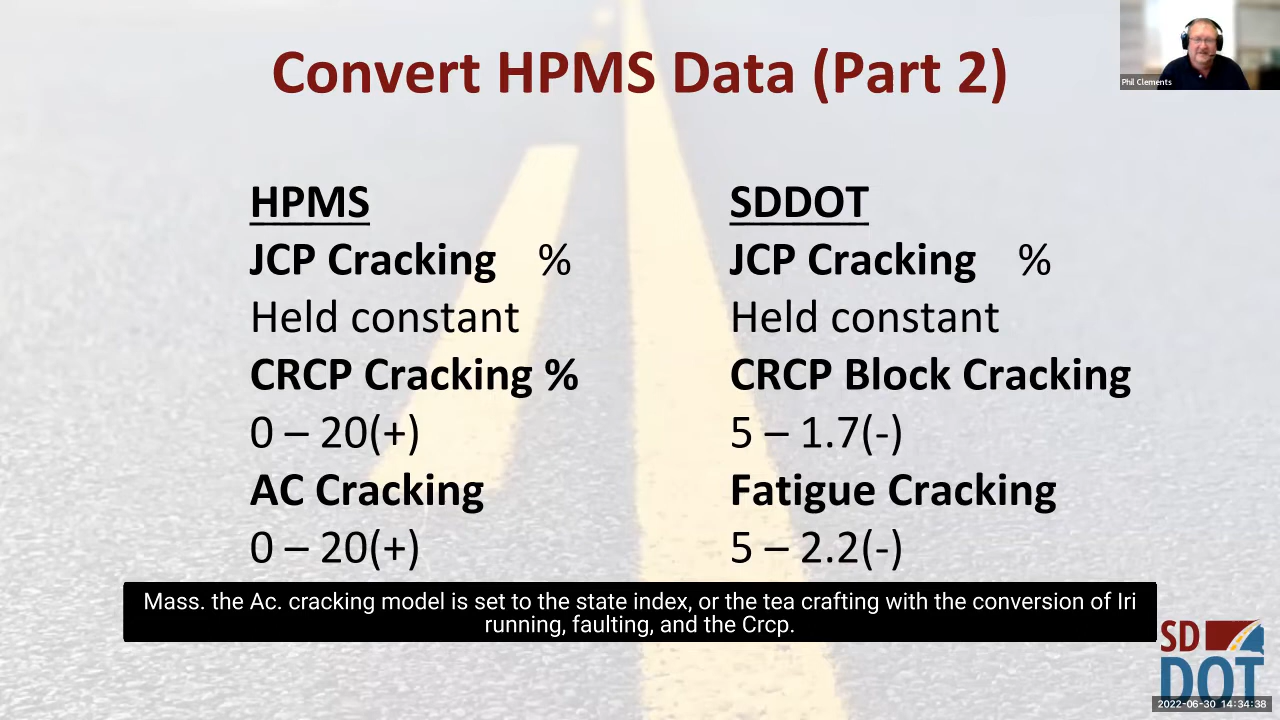 Convert HPMS Data (Part 2)
Phil Clements
HPMS
JCP Cracking %
Held constant
CRCP Cracking %
0 – 20(+)
AC Cracking
0 – 20(+)
SDDOT
JCP Cracking %
Held constant
CRCP Block Cracking
5 – 1.7(-)
Fatigue Cracking
5 – 2.2(-)
Mass. the Ac. cracking model is set to the state index, or the tea crafting with the conversion of Iri
running, faulting, and the Crcp.
SD
DOT
2022-06-30 14:34:38